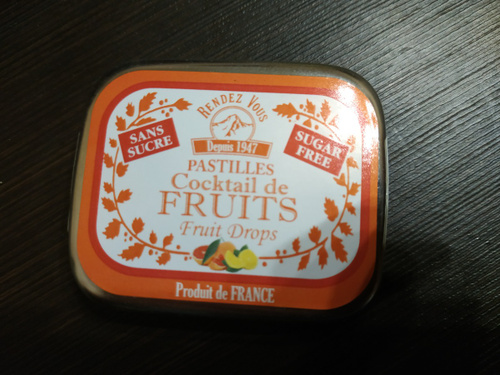 RENDEZ VOUS
Depuis 1947
SANS
SUCRE
SUGAR
FREE
PASTILLES
Cocktail de
FRUITS
Fruit Drops
Produit de FRANCE